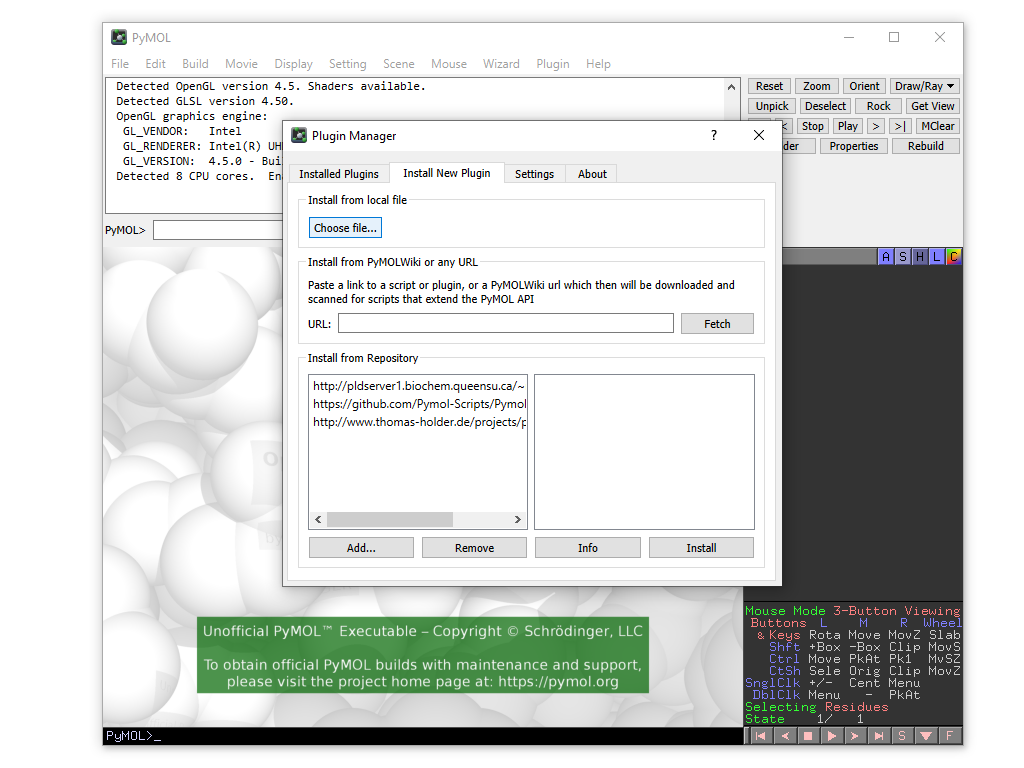 PyMOL
File Edit Build Movie Display Setting Scene Mouse Wizard Plugin Help
Detected OpenGL version 4.5. Shaders available.
Detected GLSL version 4.50.
OpenGL graphics engine:
GL_VENDOR: Intel
GL_RENDERER: Intel(R) UH
GL_VERSION: 4.5.0 - Bui
Detected 8 CPU cores. En
Reset Zoom Orient Draw/Ray
Unpick Deselect Rock Get View
< Stop Play > >| MClear
der Properties Rebuild
PyMOL>
Plugin Manager
?
Installed Plugins Install New Plugin Settings About
Install from local file
Choose file...
Install from PyMOLWiki or any URL
Paste a link to a script or plugin, or a PyMOLWiki url which then will be downloaded and
scanned for scripts that extend the PyMOL API
URL: Fetch
Install from Repository
http://pldserver1.biochem.queensu.ca/~
https://github.com/Pymol-Scripts/Pymol
http://www.thomas-holder.de/projects/p
Add... Remove Info Install
A S H L C
Unofficial PyMOL™ Executable – Copyright © Schrödinger, LLC
To obtain official PyMOL builds with maintenance and support,
please visit the project home page at: https://pymol.org
PyMOL>_
Mouse Mode 3-Button Viewing
Buttons L M R Wheel
& Keys Rota Move MovZ Slab
Shft +Box -Box Clip MovS
Ctrl Move PkAt Pk1 MvSZ
CtSh Sele Orig Clip MovZ
SnglClk +/- Cent Menu
DblClk Menu - PkAt
Selecting Residues
State 1/ 1
S F